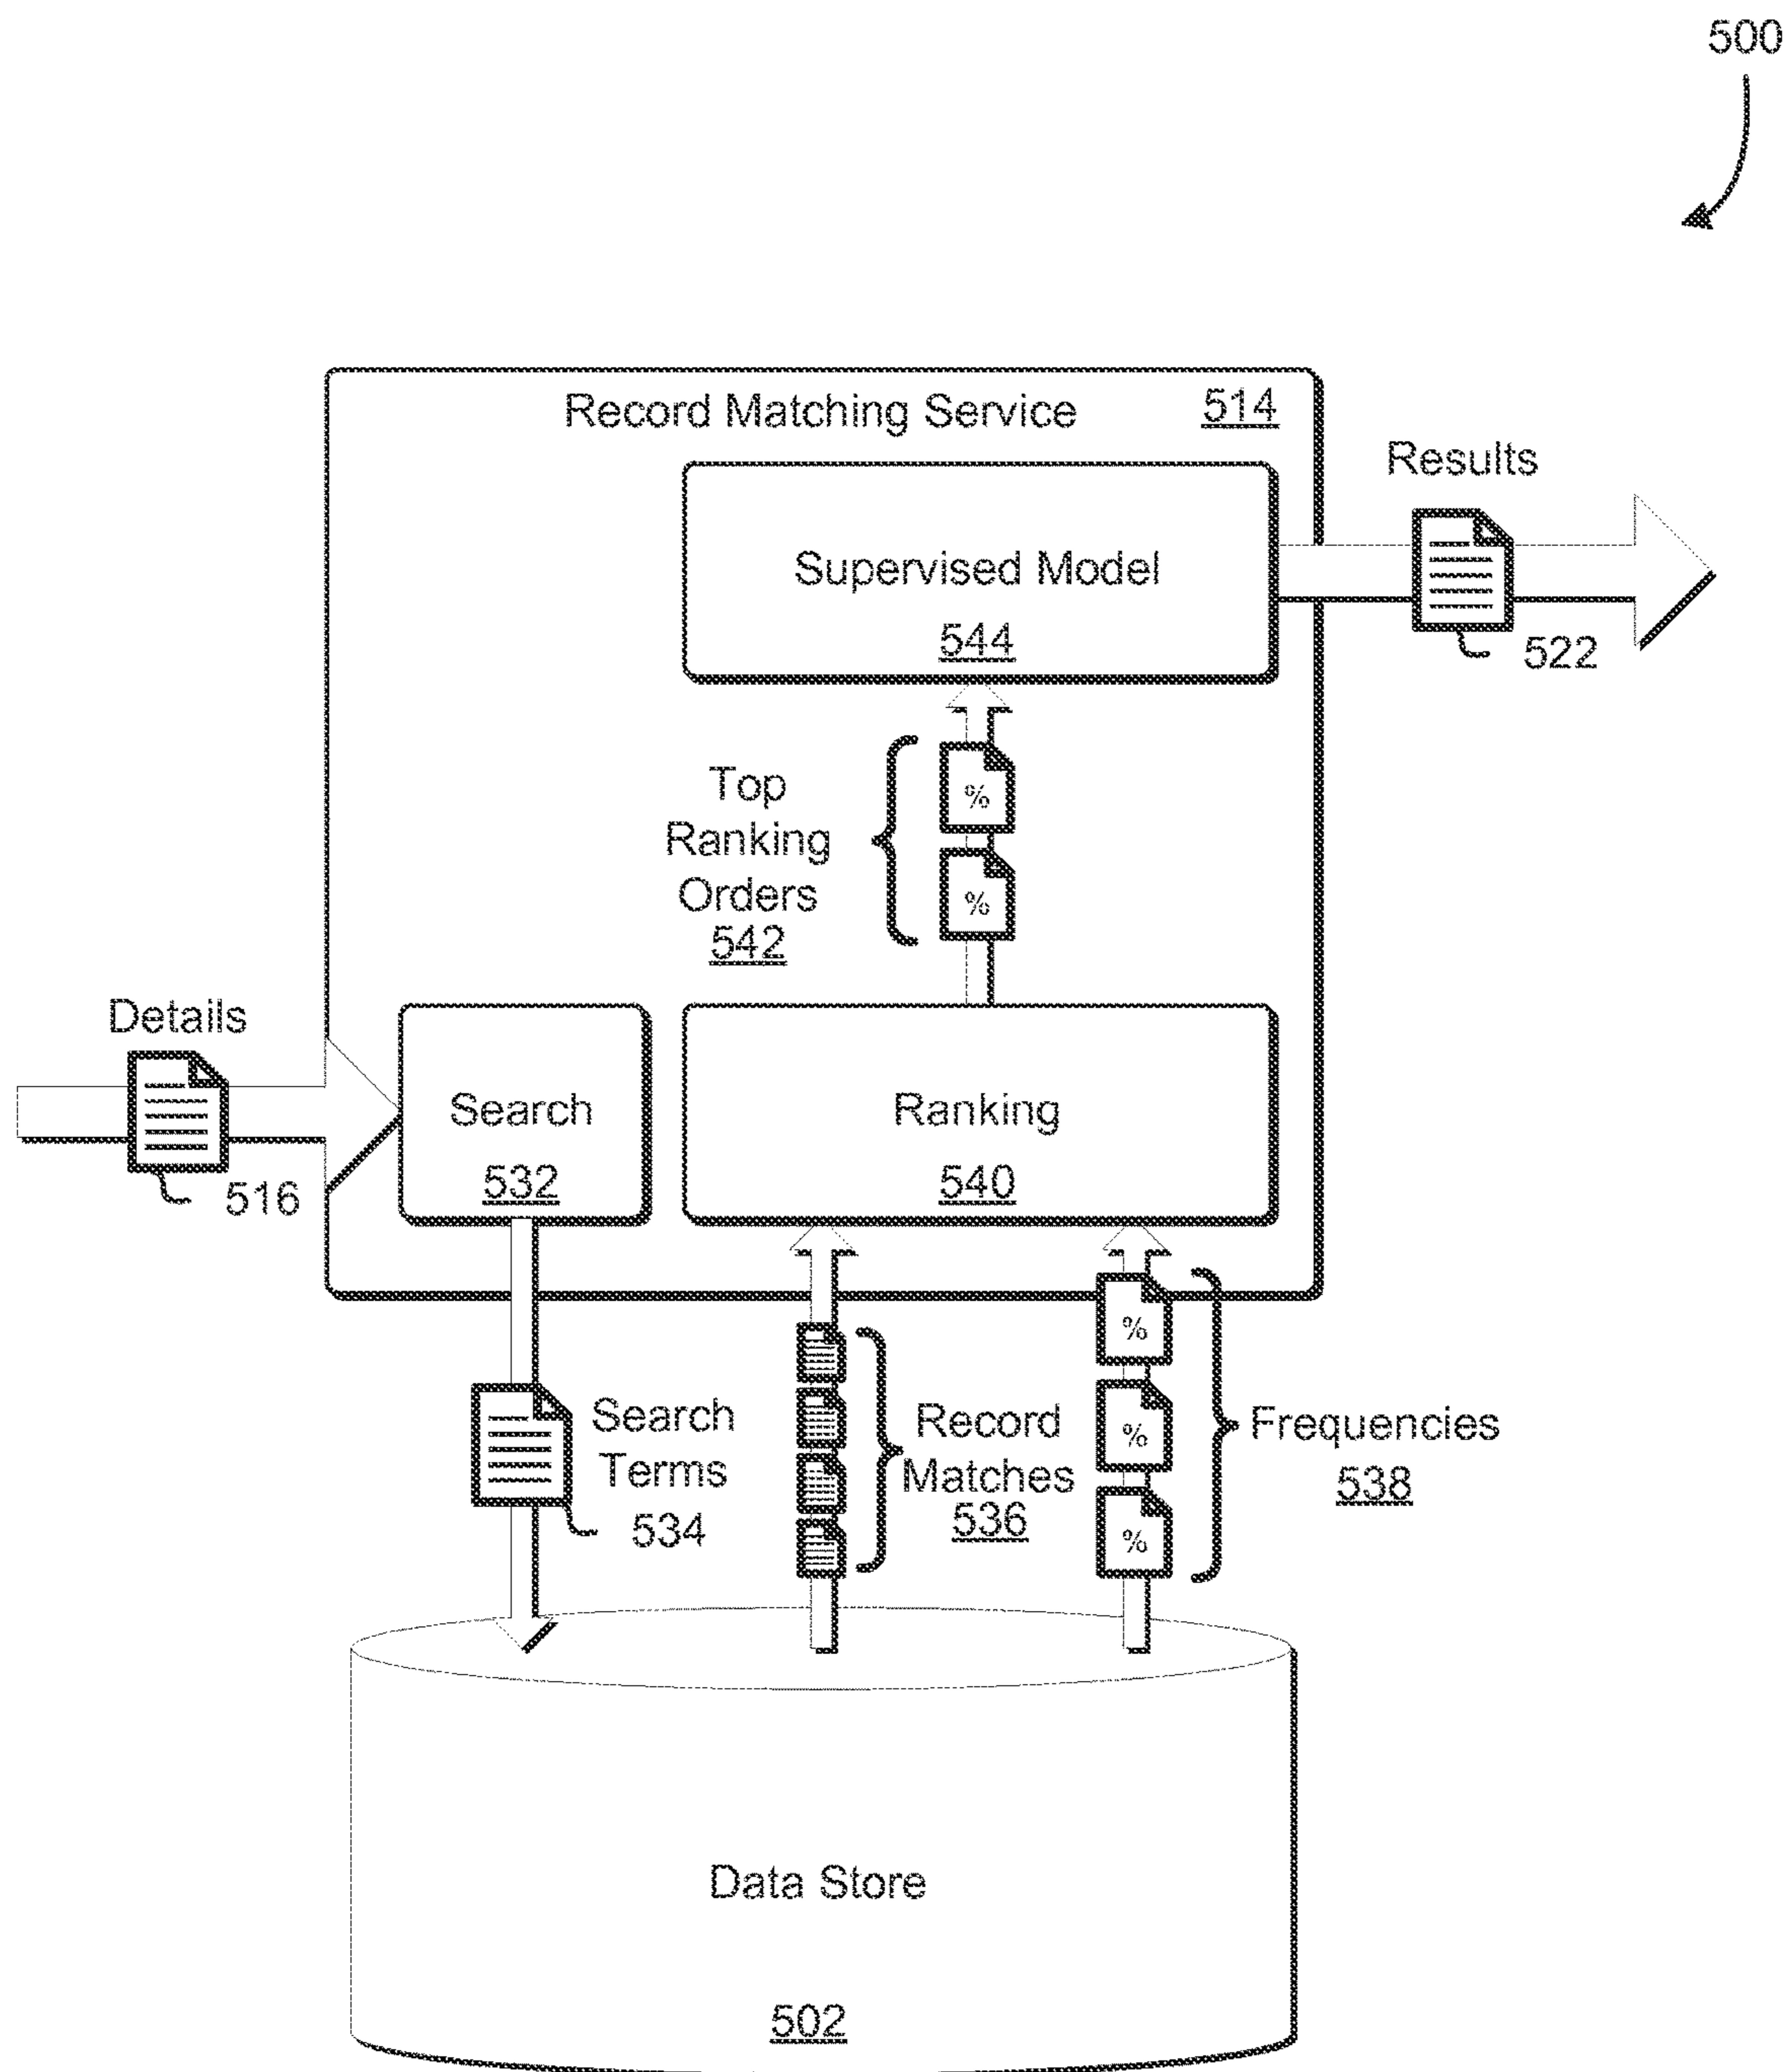 500
Record Matching Service
514
Results
522
Supervised Model
544
%
%
Top
Ranking
Orders
542
Details
516
Search
532
Ranking
540
Search
Terms
534
Record
Matches
536
%
%
%
Frequencies
538
Data Store
502